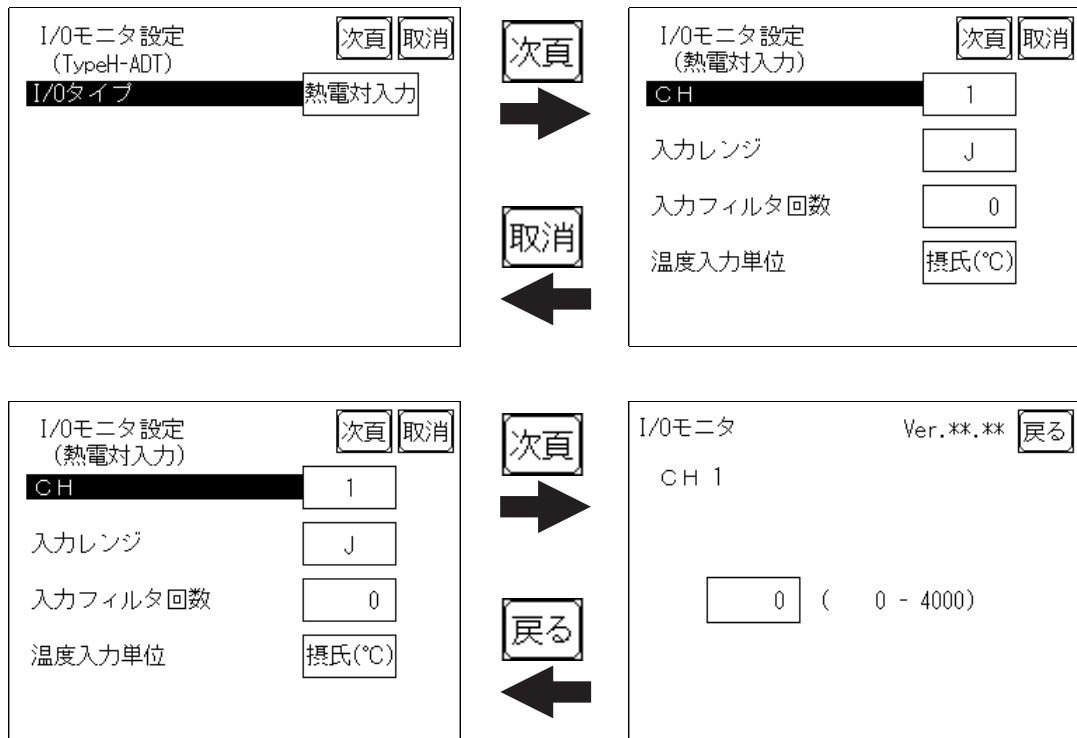 I/Oモニタ設定 次頁 取消
(TypeH-ADT)
I/Oタイプ 熱電対入力
次頁
取消
I/Oモニタ設定 次頁 取消
(熱電対入力)
CH 1
入力レンジ J
入力フィルタ回数 0
温度入力単位 摂氏(℃)
I/Oモニタ設定 次頁 取消
(熱電対入力)
CH 1
入力レンジ J
入力フィルタ回数 0
温度入力単位 摂氏(℃)
次頁
戻る
I/Oモニタ Ver.**.** 戻る
CH 1
0 ( 0 - 4000)